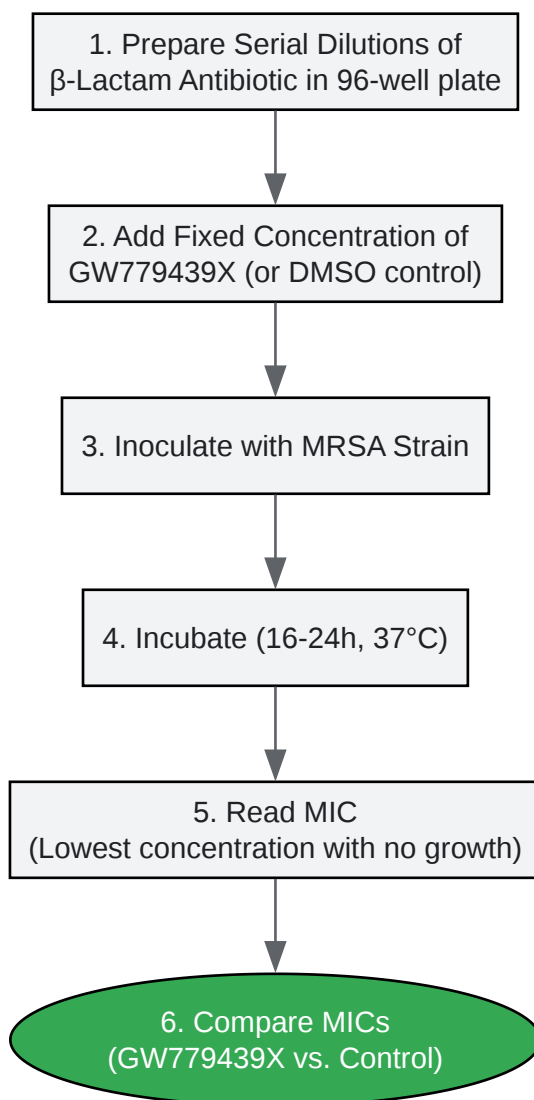 1. Prepare Serial Dilutions of
β-Lactam Antibiotic in 96-well plate
2. Add Fixed Concentration of
GW779439X (or DMSO control)
3. Inoculate with MRSA Strain
4. Incubate (16-24h, 37°C)
5. Read MIC
(Lowest concentration with no growth)
6. Compare MICs
(GW779439X vs. Control)